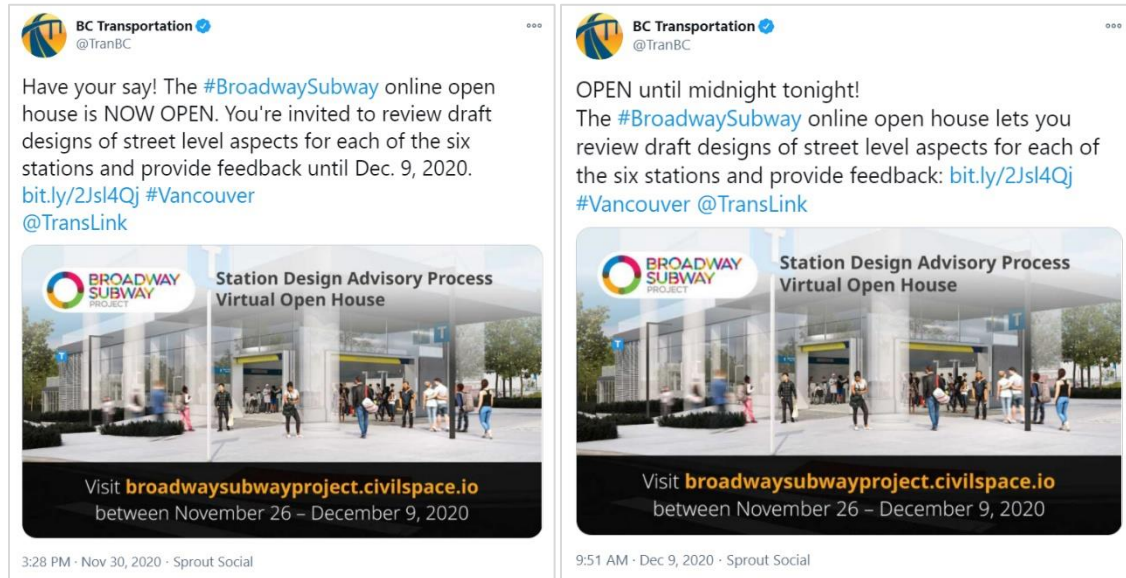 BC Transportation
@TranBC
Have your say! The #BroadwaySubway online open
house is NOW OPEN. You're invited to review draft
designs of street level aspects for each of the six
stations and provide feedback until Dec. 9, 2020.
bit.ly/2Jsl4Qj #Vancouver
@TransLink
BROADWAY
SUBWAY
PROJECT
Station Design Advisory Process
Virtual Open House
T
T
Visit broadwaysubwayproject.civilspace.io
between November 26 – December 9, 2020
3:28 PM · Nov 30, 2020 · Sprout Social
BC Transportation
@TranBC
OPEN until midnight tonight!
The #BroadwaySubway online open house lets you
review draft designs of street level aspects for each of
the six stations and provide feedback: bit.ly/2Jsl4Qj
#Vancouver @TransLink
BROADWAY
SUBWAY
PROJECT
Station Design Advisory Process
Virtual Open House
T
T
Visit broadwaysubwayproject.civilspace.io
between November 26 – December 9, 2020
9:51 AM · Dec 9, 2020 · Sprout Social